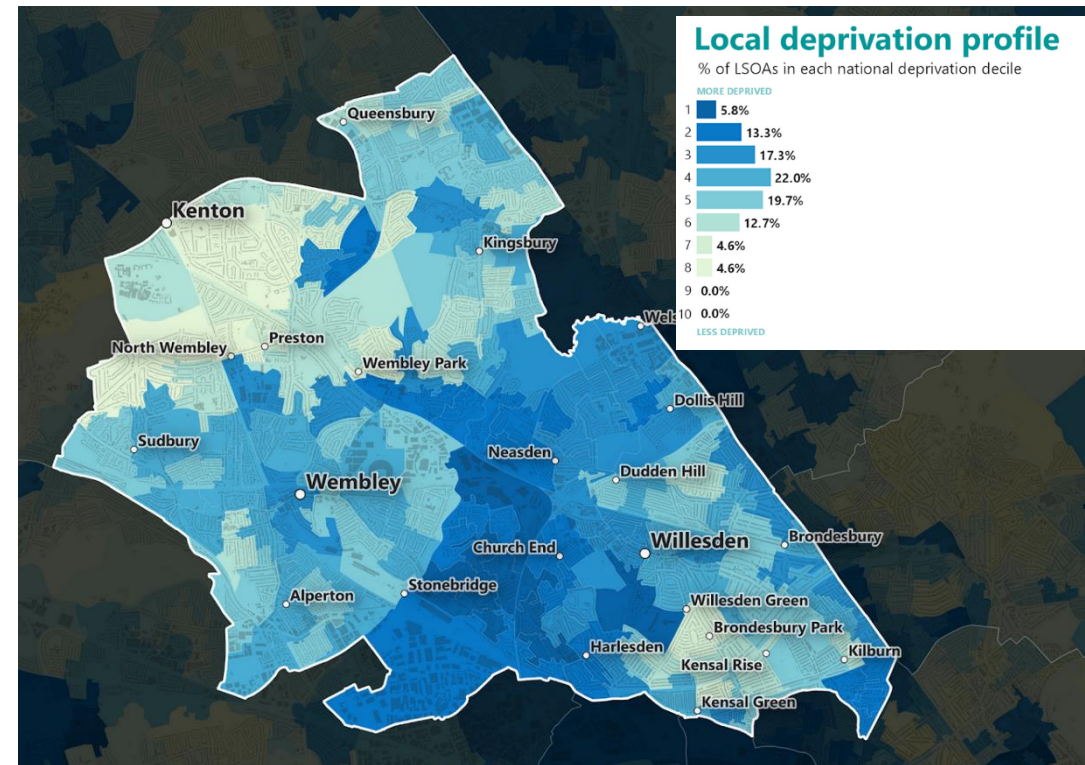 Local deprivation profile
% of LSOAs in each national deprivation decile
MORE DEPRIVED
1 5.8%
2 13.3%
3 17.3%
4 22.0%
5 19.7%
6 12.7%
7 4.6%
8 4.6%
9 0.0%
10 0.0%
LESS DEPRIVED
Queensbury
Kenton
Kingsbury
Wels
Preston
North Wembley
Wembley Park
Dollis Hill
Sudbury
Neasden
Dudden Hill
Wembley
Willesden
Brondesbury
Church End
Stonebridge
Alperton
Willesden Green
Brondesbury Park
Harlesden
Kensal Rise
Kilburn
Kensal Green